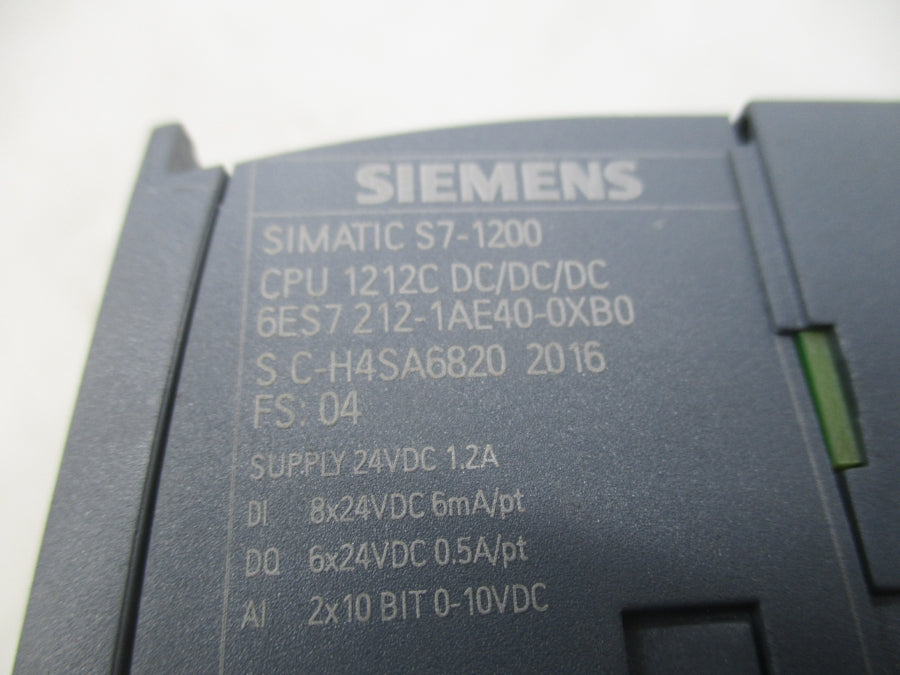 SIEMENS
SIMATIC S7-1200
CPU 1212C DC/DC/DC
6ES7 212-1AE40-0XB0
S C-H4SA6820 2016
FS: 04
SUPPLY 24VDC 1.2A
DI 8x24VDC 6mA/pt
DQ 6x24VDC 0.5A/pt
AI 2x10 BIT 0-10VDC